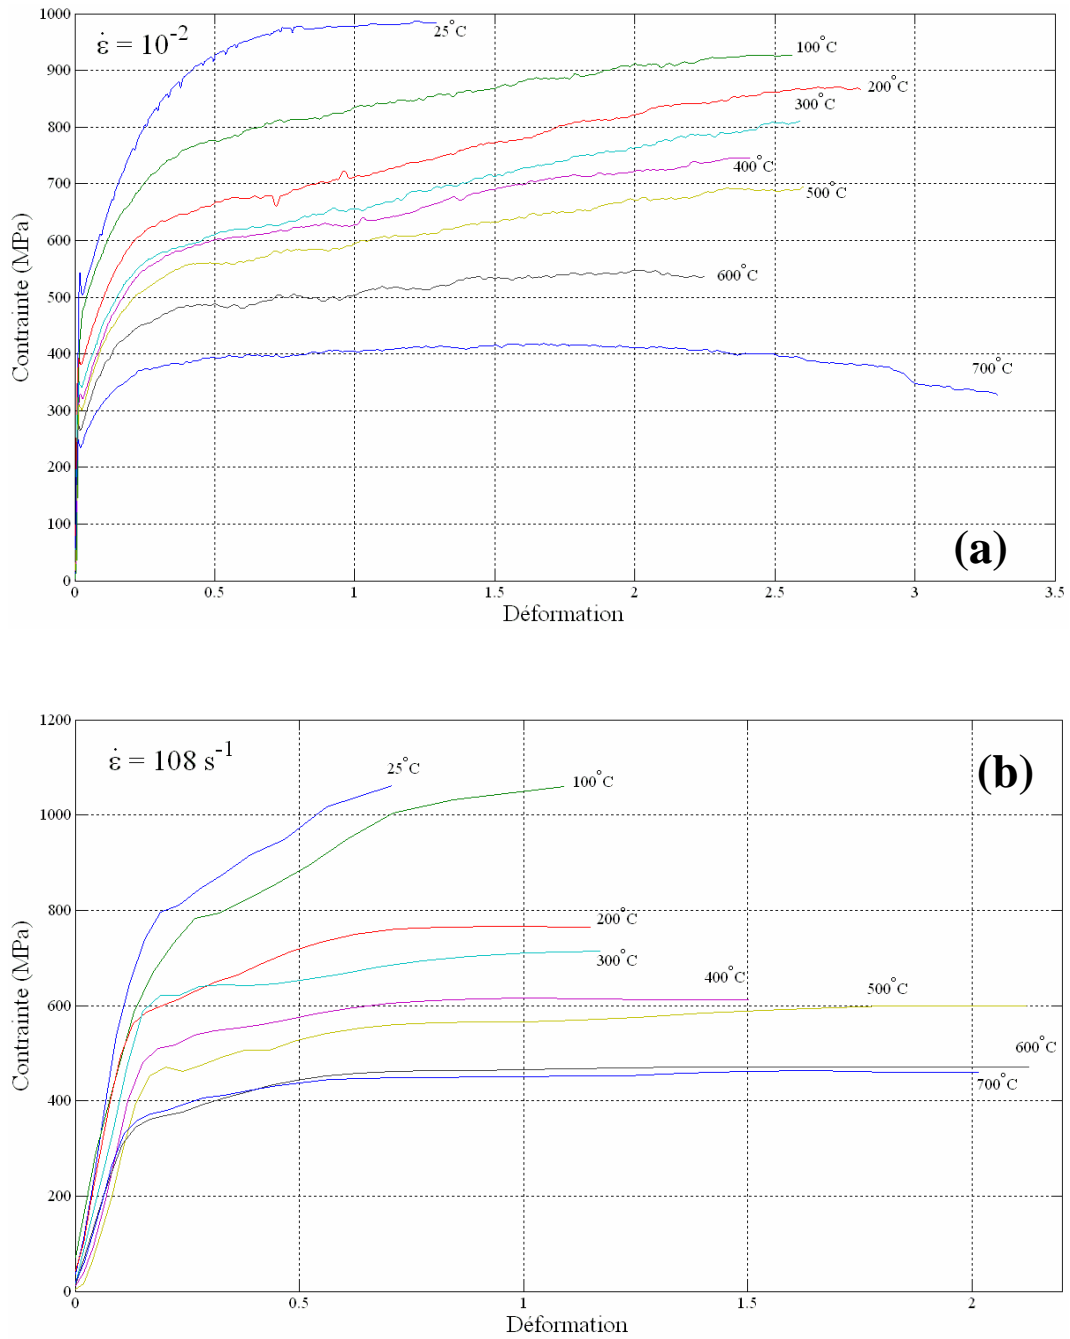 ε̇ = 10⁻²
25°C
100°C
200°C
300°C
400°C
500°C
600°C
700°C
1000
900
800
700
600
500
400
300
200
100
0
Contrainte (MPa)
(a)
0 0.5 1 1.5 2 2.5 3 3.5
Déformation
ε̇ = 108 s⁻¹
(b)
25°C
100°C
200°C
300°C
400°C
500°C
600°C
700°C
1200
1000
800
600
400
200
0
Contrainte (MPa)
0 0.5 1 1.5 2
Déformation